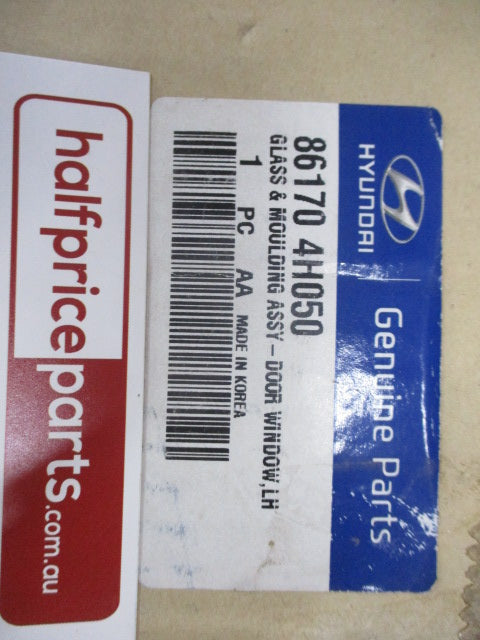 HYUNDAI
Genuine Parts
86170 4H050
GLASS & MOULDING ASSY-DOOR WINDOW,LH
1 PC AA MADE IN KOREA
halfpriceparts.com.au